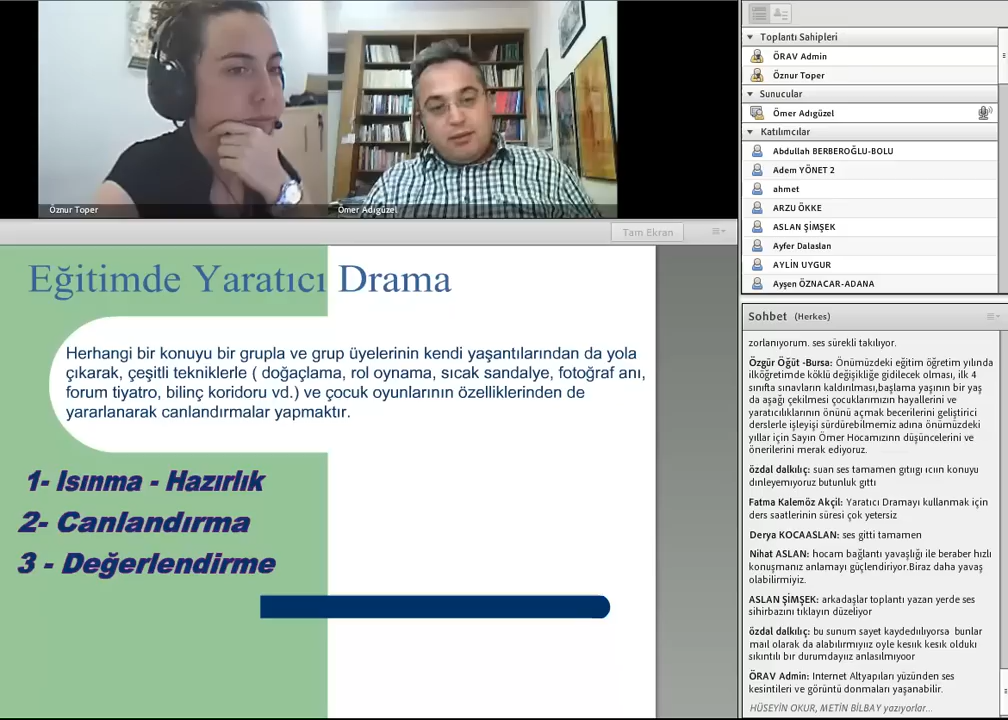 Öznur Toper
Ömer Adıgüzel
Tam Ekran
Eğitimde Yaratıcı Drama
Herhangi bir konuyu bir grupla ve grup üyelerinin kendi yaşantılarından da yola
çıkarak, çeşitli tekniklerle ( doğaçlama, rol oynama, sıcak sandalye, fotoğraf anı,
forum tiyatro, bilinç koridoru vd.) ve çocuk oyunlarının özelliklerinden de
yararlanarak canlandırmalar yapmaktır.
1- Isınma - Hazırlık
2- Canlandırma
3 - Değerlendirme
Toplantı Sahipleri
ÖRAV Admin
Öznur Toper
Sunucular
Ömer Adıgüzel
Katılımcılar
Abdullah BERBEROĞLU-BOLU
Adem YÖNET 2
ahmet
ARZU ÖKKE
ASLAN ŞİMŞEK
Ayfer Dalaslan
AYLİN UYGUR
Ayşen ÖZNACAR-ADANA
Sohbet (Herkes)
zorlanıyorum. ses sürekli takılıyor.
Özgür Öğüt -Bursa: Önümüzdeki eğitim öğretim yılında
ilköğretimde köklü değişikliğe gidilecek olması, ilk 4
sınıfta sınavların kaldırılması,başlama yaşının bir yaş
da aşağı çekilmesi çocuklarımızın hayallerini ve
yaratıcılıklarının önünü açmak becerilerini geliştirici
derslerle işleyişi sürdürebilmemiz adına önümüzdeki
yıllar için Sayın Ömer Hocamızının düşüncelerini ve
önerilerini merak ediyoruz.
özdal dalkılıç: suan ses tamamen gıtıgı ıcıın konuyu
dınleyemıyoruz butunluk gıttı
Fatma Kalemöz Akçil: Yaratıcı Dramayı kullanmak için
ders saatlerinin süresi çok yetersiz
Derya KOCAASLAN: ses gitti tamamen
Nihat ASLAN: hocam bağlantı yavaşlığı ile beraber hızlı
konuşmanız anlamayı güçlendiriyor.Biraz daha yavaş
olabilirmiyiz.
ASLAN ŞİMŞEK: arkadaşlar toplantı yazan yerde ses
sihirbazını tıklayın düzeliyor
özdal dalkılıç: bu sunum sayet kaydedıılıyorsa bunlar
maıl olarak da alabılırmıyız oyle kesıık kesık oldukı
sıkıntılı bir durumdayıız anlasılmıyoor
ÖRAV Admin: Internet Altyapıları yüzünden ses
kesintileri ve görüntü donmaları yaşanabilir.
HÜSEYİN OKUR, METİN BİLBAY yazıyorlar...